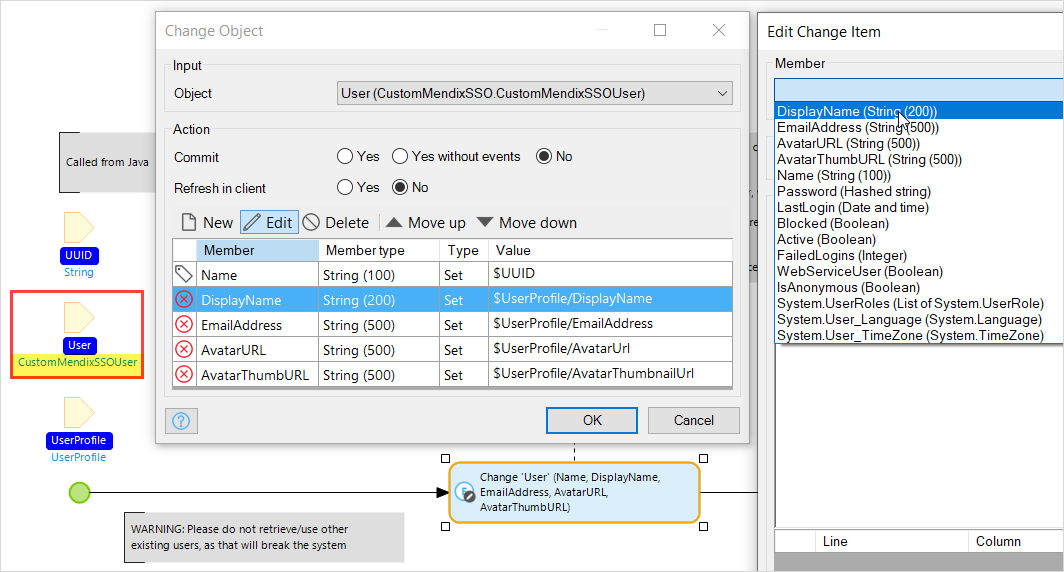 Change Object
Input
Object
User (CustomMendixSSO.CustomMendixSSOUser)
Action
Commit
Yes
Yes without events
No
Refresh in client
Yes
No
New
Edit
Delete
Move up
Move down
Member
Member type
Type
Value
Name
String (100)
Set
$UUID
DisplayName
String (200)
Set
$UserProfile/DisplayName
EmailAddress
String (500)
Set
$UserProfile/EmailAddress
AvatarURL
String (500)
Set
$UserProfile/AvatarUrl
AvatarThumbURL
String (500)
Set
$UserProfile/AvatarThumbnailUrl
?
OK
Cancel
Edit Change Item
Member
DisplayName (String (200))
EmailAddress (String (500))
AvatarURL (String (500))
AvatarThumbURL (String (500))
Name (String (100))
Password (Hashed string)
LastLogin (Date and time)
Blocked (Boolean)
Active (Boolean)
FailedLogins (Integer)
WebServiceUser (Boolean)
IsAnonymous (Boolean)
System.UserRoles (List of System.UserRole)
System.User_Language (System.Language)
System.User_TimeZone (System.TimeZone)
Line
Column
Called from Java
UUID
String
User
CustomMendixSSOUser
UserProfile
UserProfile
Change 'User' (Name, DisplayName,
EmailAddress, AvatarURL,
AvatarThumbURL)
WARNING: Please do not retrieve/use other
existing users, as that will break the system